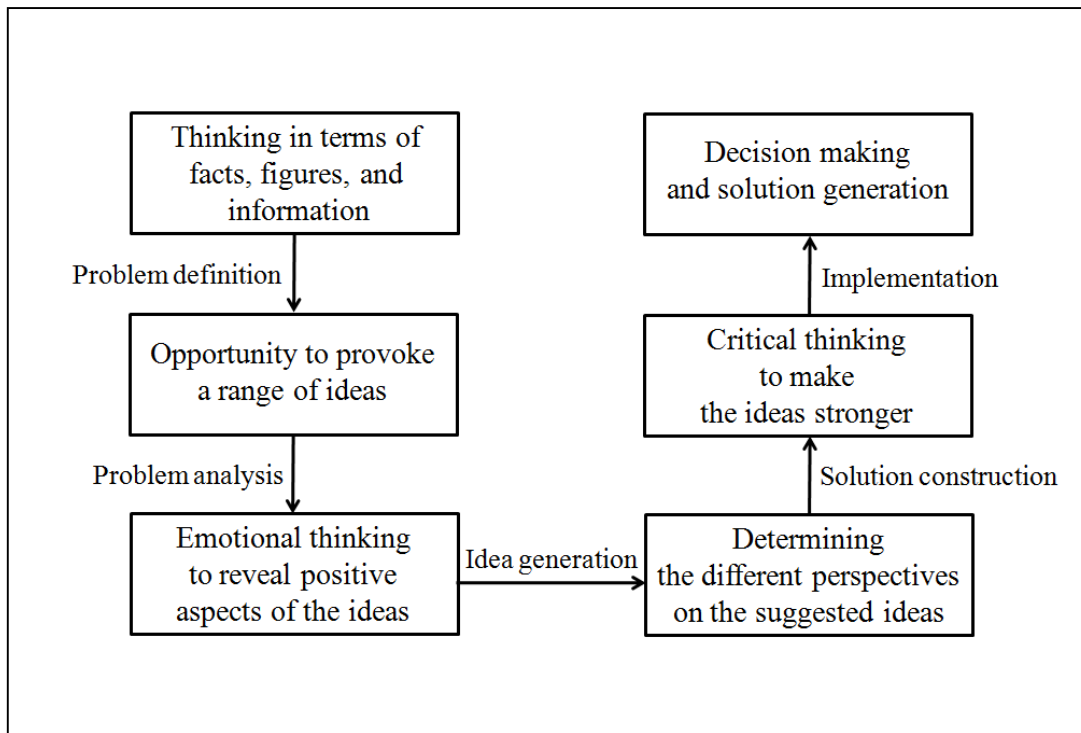 Thinking in terms of
facts, figures, and
information
Problem definition
Opportunity to provoke
a range of ideas
Problem analysis
Emotional thinking
to reveal positive
aspects of the ideas
Idea generation
Determining
the different perspectives
on the suggested ideas
Solution construction
Critical thinking
to make
the ideas stronger
Implementation
Decision making
and solution generation